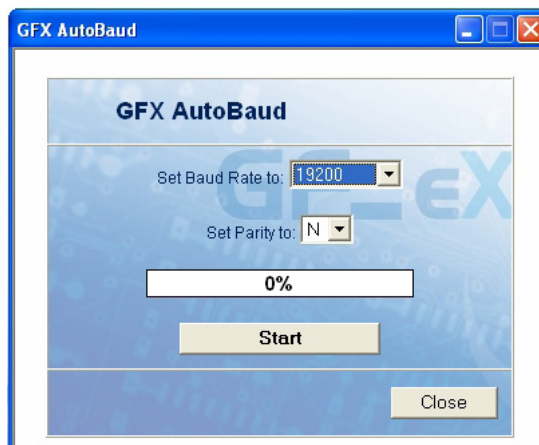 GFX AutoBaud
GFX AutoBaud
Set Baud Rate to: 19200
Set Parity to: N
0%
Start
Close